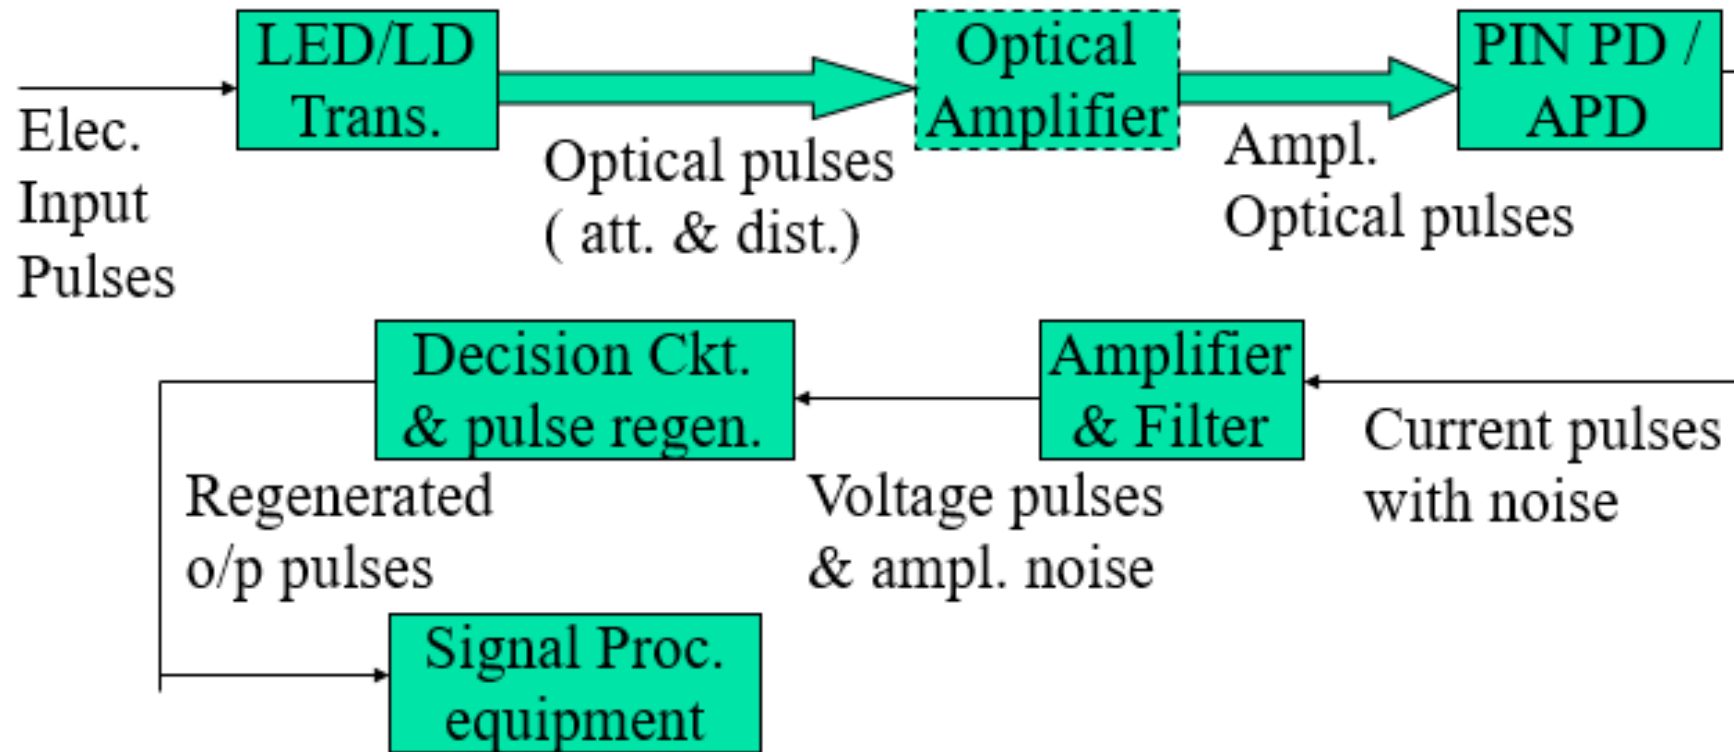 LED/LD
Trans.
Optical
Amplifier
PIN PD /
APD
Elec.
Input
Pulses
Optical pulses
( att. & dist.)
Ampl.
Optical pulses
Decision Ckt.
& pulse regen.
Amplifier
& Filter
Current pulses
with noise
Regenerated
o/p pulses
Voltage pulses
& ampl. noise
Signal Proc.
equipment